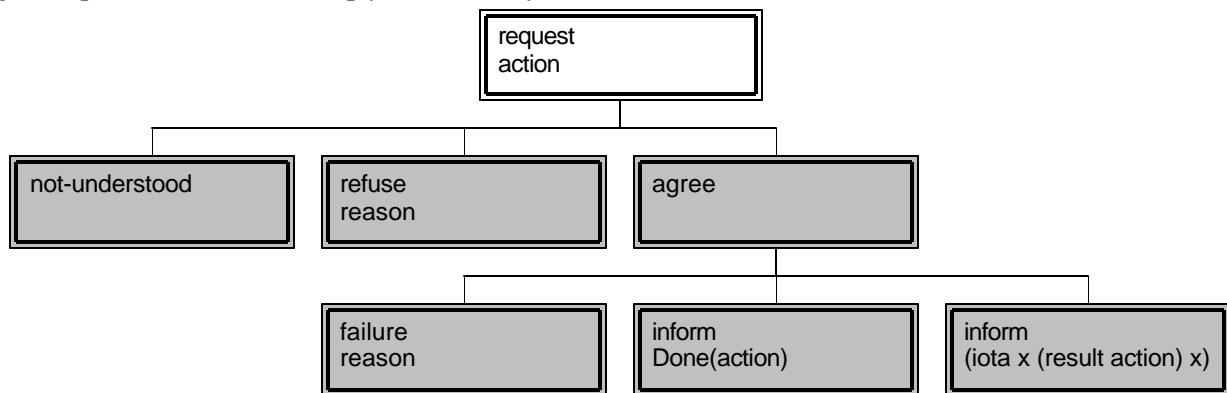 request
action
not-understood
refuse
reason
agree
failure
reason
inform
Done(action)
inform
(iota x (result action) x)